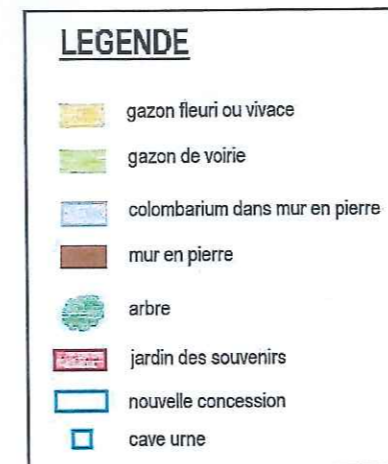 LEGENDE
gazon fleuri ou vivace
gazon de voirie
colombarium dans mur en pierre
mur en pierre
arbre
jardin des souvenirs
nouvelle concession
cave urne